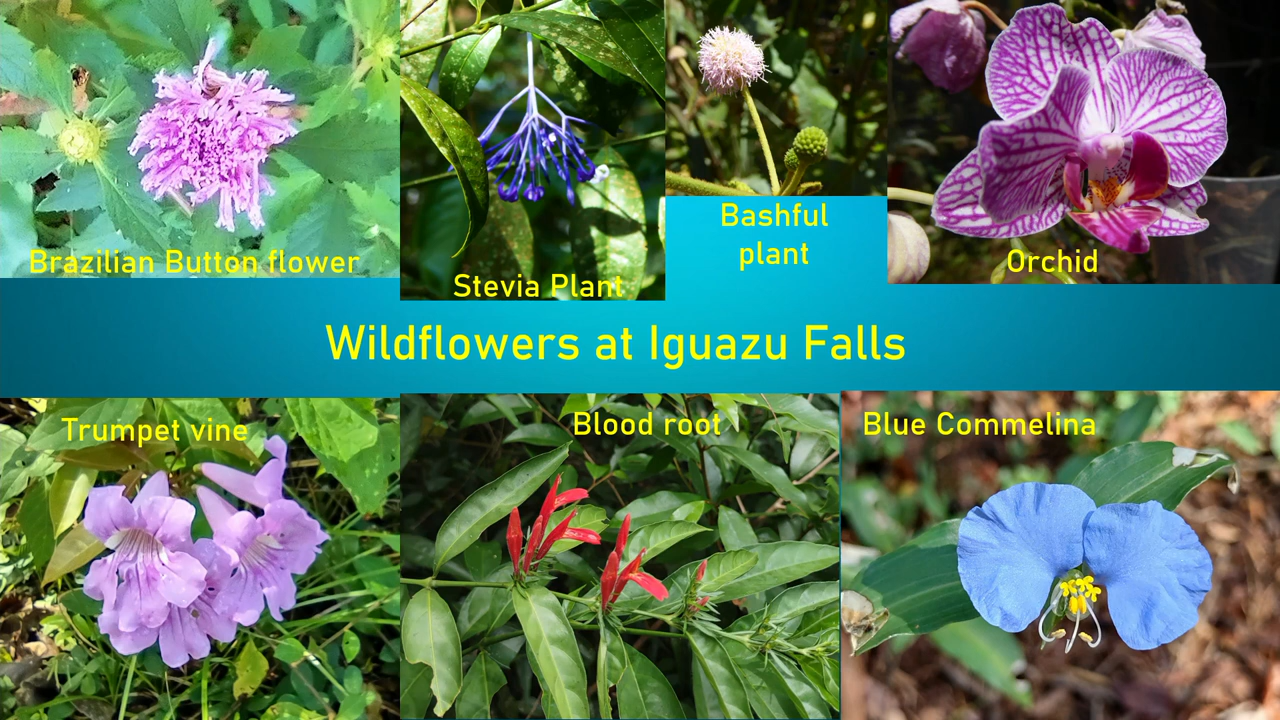 Brazilian Button flower
Stevia Plant
Bashful
plant
Orchid
Wildflowers at Iguazu Falls
Trumpet vine
Blood root
Blue Commelina